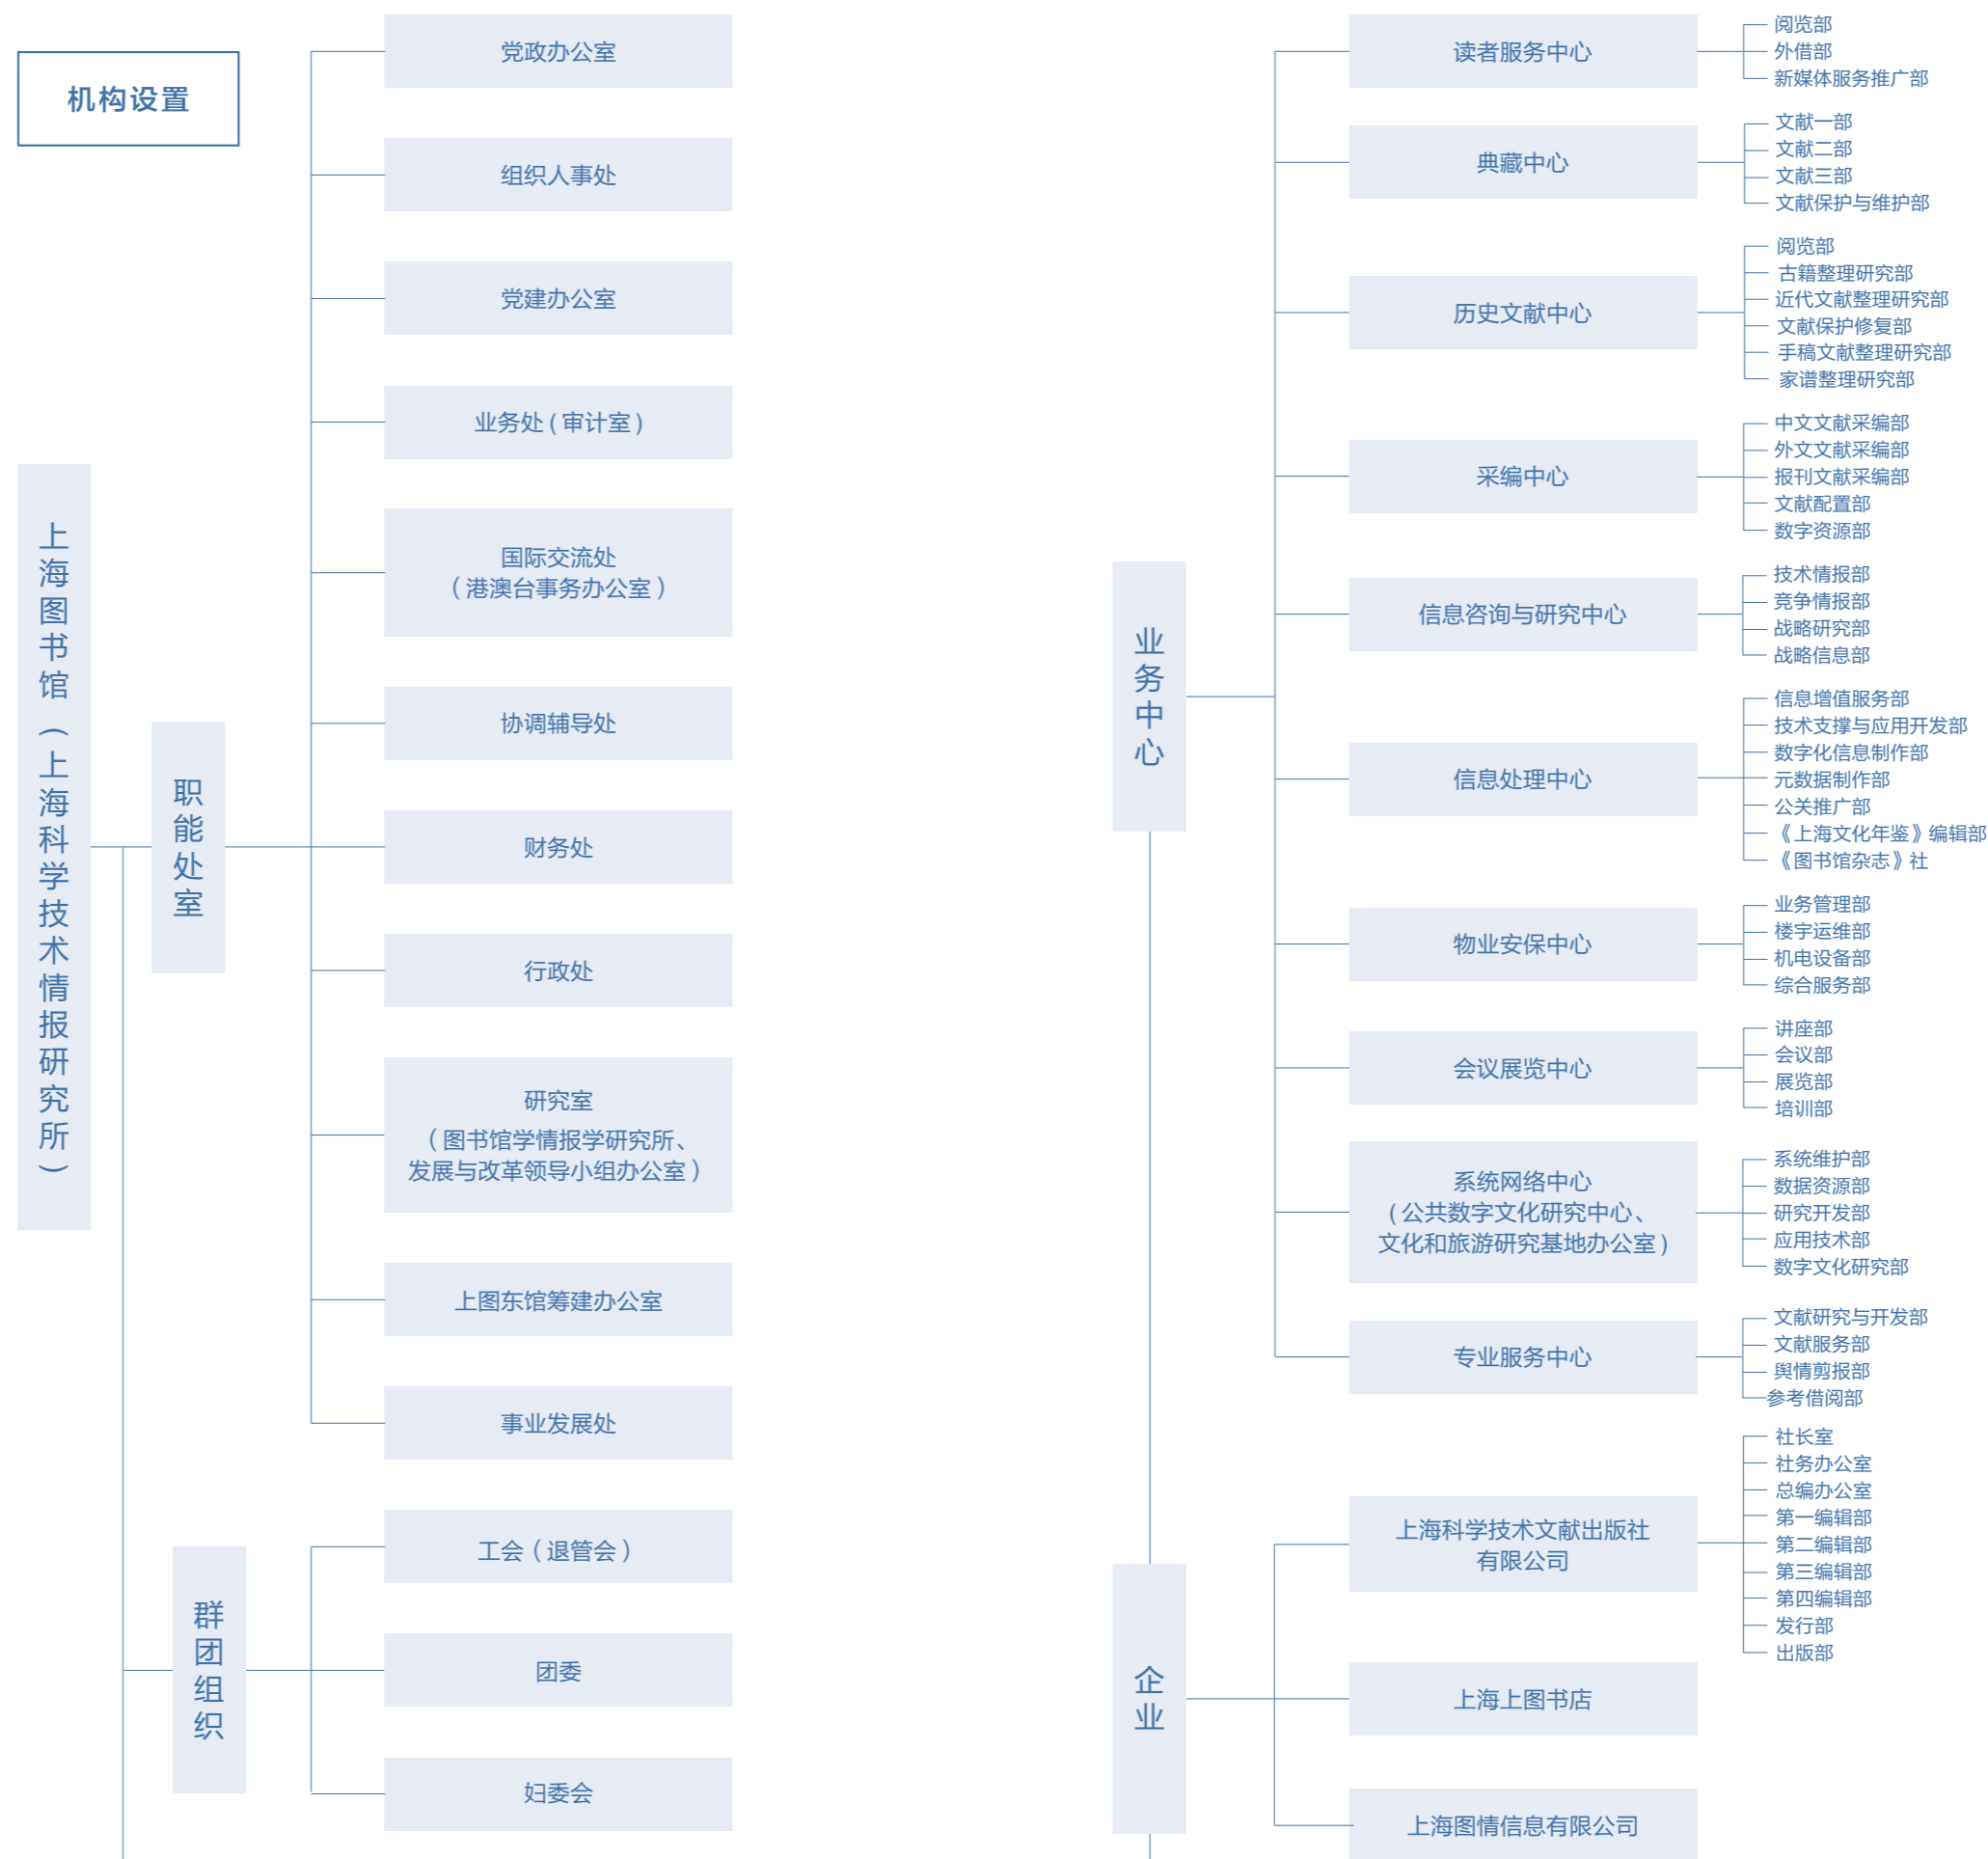 机构设置
上海图书馆（上海科学技术情报研究所）
职能处室
党政办公室
组织人事处
党建办公室
业务处(审计室)
国际交流处
（港澳台事务办公室）
协调辅导处
财务处
行政处
研究室
（图书馆学情报学研究所、
发展与改革领导小组办公室）
上图东馆筹建办公室
事业发展处
群团组织
工会（退管会）
团委
妇委会
业务中心
读者服务中心
阅览部
外借部
新媒体服务推广部
典藏中心
文献一部
文献二部
文献三部
文献保护与维护部
历史文献中心
阅览部
古籍整理研究部
近代文献整理研究部
文献保护修复部
手稿文献整理研究部
家谱整理研究部
采编中心
中文文献采编部
外文文献采编部
报刊文献采编部
文献配置部
数字资源部
信息咨询与研究中心
技术情报部
竞争情报部
战略研究部
战略信息部
信息处理中心
信息增值服务部
技术支撑与应用开发部
数字化信息制作部
元数据制作部
公关推广部
《上海文化年鉴》编辑部
《图书馆杂志》社
物业安保中心
业务管理部
楼宇运维部
机电设备部
综合服务部
会议展览中心
讲座部
会议部
展览部
培训部
系统网络中心
(公共数字文化研究中心、
文化和旅游研究基地办公室)
系统维护部
数据资源部
研究开发部
应用技术部
数字文化研究部
专业服务中心
文献研究与开发部
文献服务部
舆情剪报部
参考借阅部
企业
上海科学技术文献出版社
有限公司
社长室
社务办公室
总编办公室
第一编辑部
第二编辑部
第三编辑部
第四编辑部
发行部
出版部
上海上图书店
上海图情信息有限公司